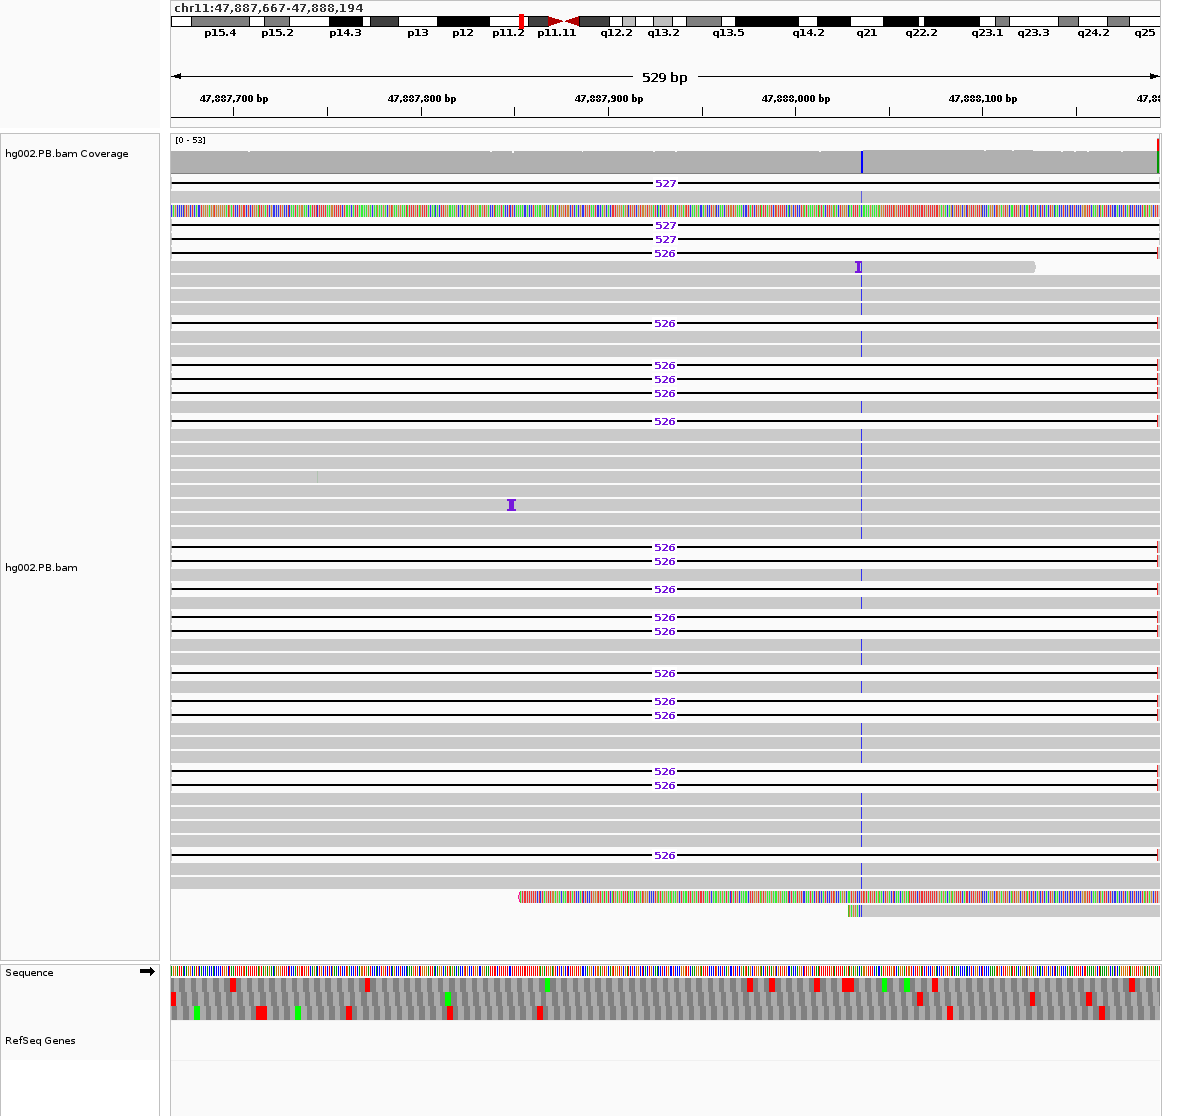 chr11:47,887,667-47,888,194
p15.4 p15.2 p14.3 p13 p12 p11.2 p11.11 q12.2 q13.2 q13.5 q14.2 q21 q22.2 q23.1 q23.3 q24.2 q25
529 bp
47,887,700 bp 47,887,800 bp 47,887,900 bp 47,888,000 bp 47,888,100 bp 47,88
[0 - 53]
hg002.PB.bam Coverage
527
527
527
526
526
526
526
526
526
526
526
hg002.PB.bam
526
526
526
526
526
526
526
526
526
Sequence
RefSeq Genes